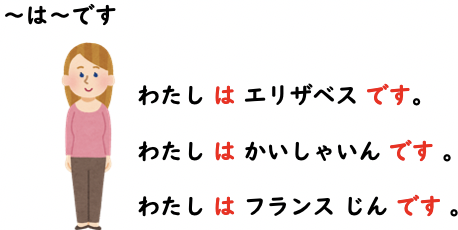 ～は～です
わたし は エリザベス です。
わたし は かいしゃいん です 。
わたし は フランス じん です 。